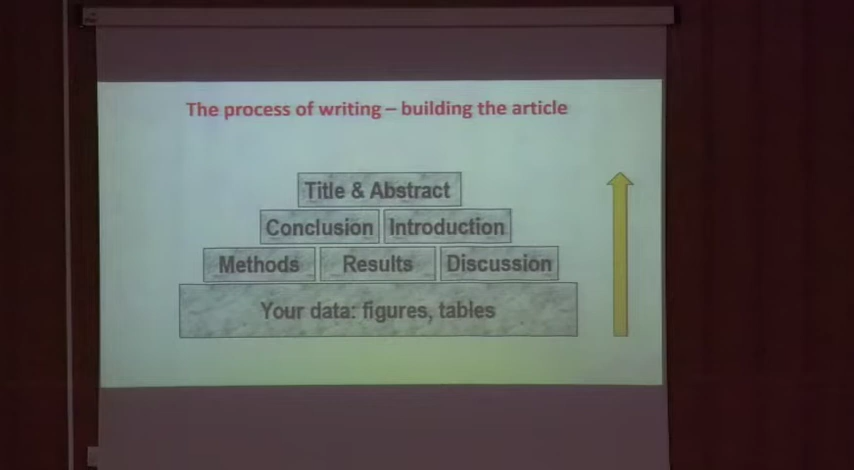 The process of writing – building the article
Title & Abstract
Conclusion Introduction
Methods Results Discussion
Your data: figures, tables